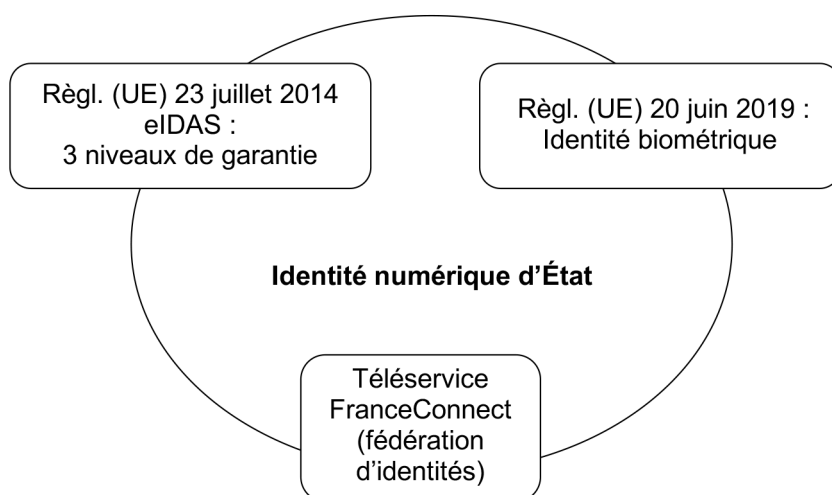 Règl. (UE) 23 juillet 2014
eIDAS :
3 niveaux de garantie
Règl. (UE) 20 juin 2019 :
Identité biométrique
Identité numérique d’État
Téléservice
FranceConnect
(fédération
d’identités)